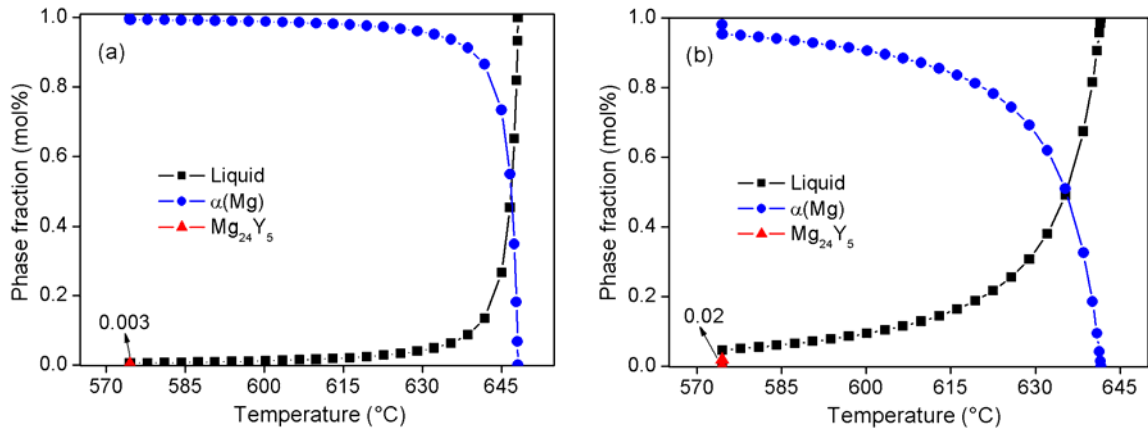 (a)
Phase fraction (mol%)
1.0
0.8
0.6
0.4
0.2
0.0
Liquid
α(Mg)
Mg₂₄Y₅
0.003
570 585 600 615 630 645
Temperature (°C)
(b)
Phase fraction (mol%)
1.0
0.8
0.6
0.4
0.2
0.0
Liquid
α(Mg)
Mg₂₄Y₅
0.02
570 585 600 615 630 645
Temperature (°C)